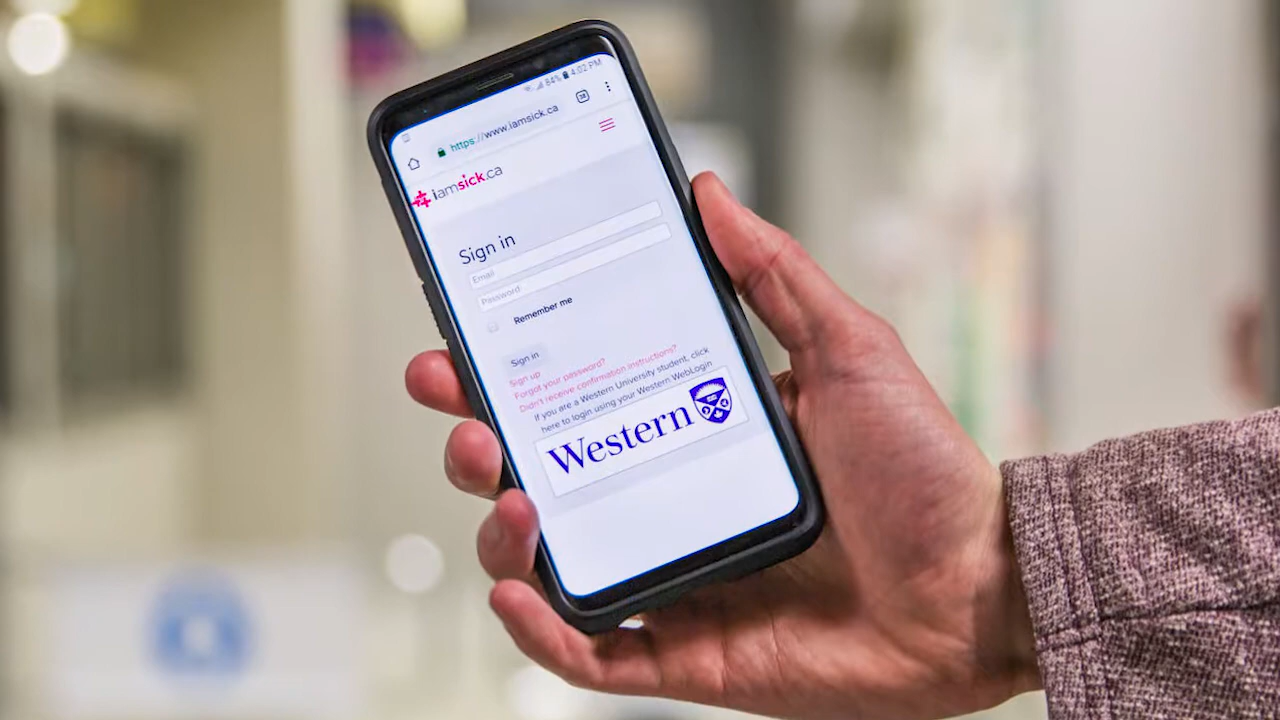 84% 4:02 PM
https://www.iamsick.ca
38
iamsick.ca
Sign in
Email
Password
Remember me
Sign in
Sign up
Forgot your password?
Didn't receive confirmation instructions?
If you are a Western University student, click
here to login using your Western WebLogin
Western